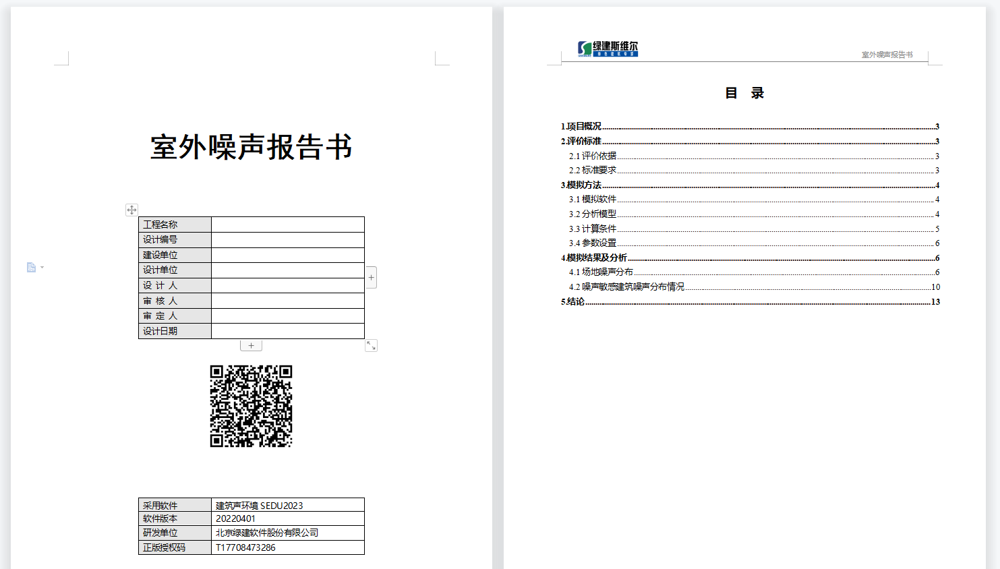 室外噪声报告书
工程名称
设计编号
建设单位
设计单位
设 计 人
审 核 人
审 定 人
设计日期
采用软件 建筑声环境 SEDU2023
软件版本 20220401
研发单位 北京绿建软件股份有限公司
正版授权码 T17708473286
绿建斯维尔
室外噪声报告书
目 录
1.项目概况 3
2.评价标准 3
2.1 评价依据 3
2.2 标准要求 3
3.模拟方法 4
3.1 模拟软件 4
3.2 分析模型 4
3.3 计算条件 5
3.4 参数设置 6
4.模拟结果及分析 6
4.1 场地噪声分布 6
4.2 噪声敏感建筑噪声分布情况 10
5.结论 13